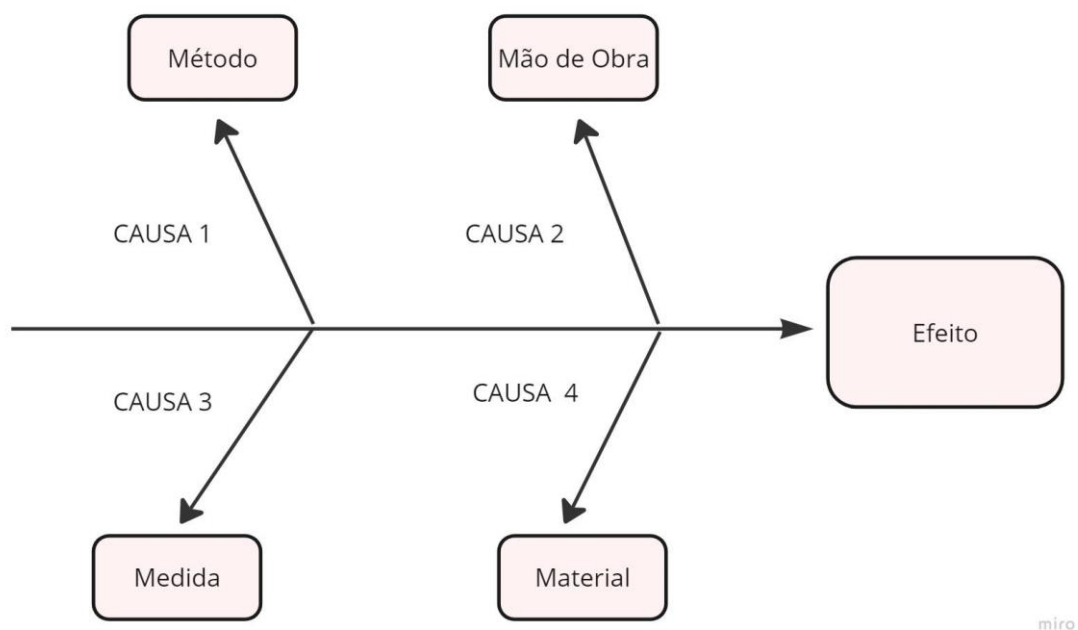 Método
Mão de Obra
CAUSA 1
CAUSA 2
Efeito
CAUSA 3
CAUSA  4
Medida
Material
miro